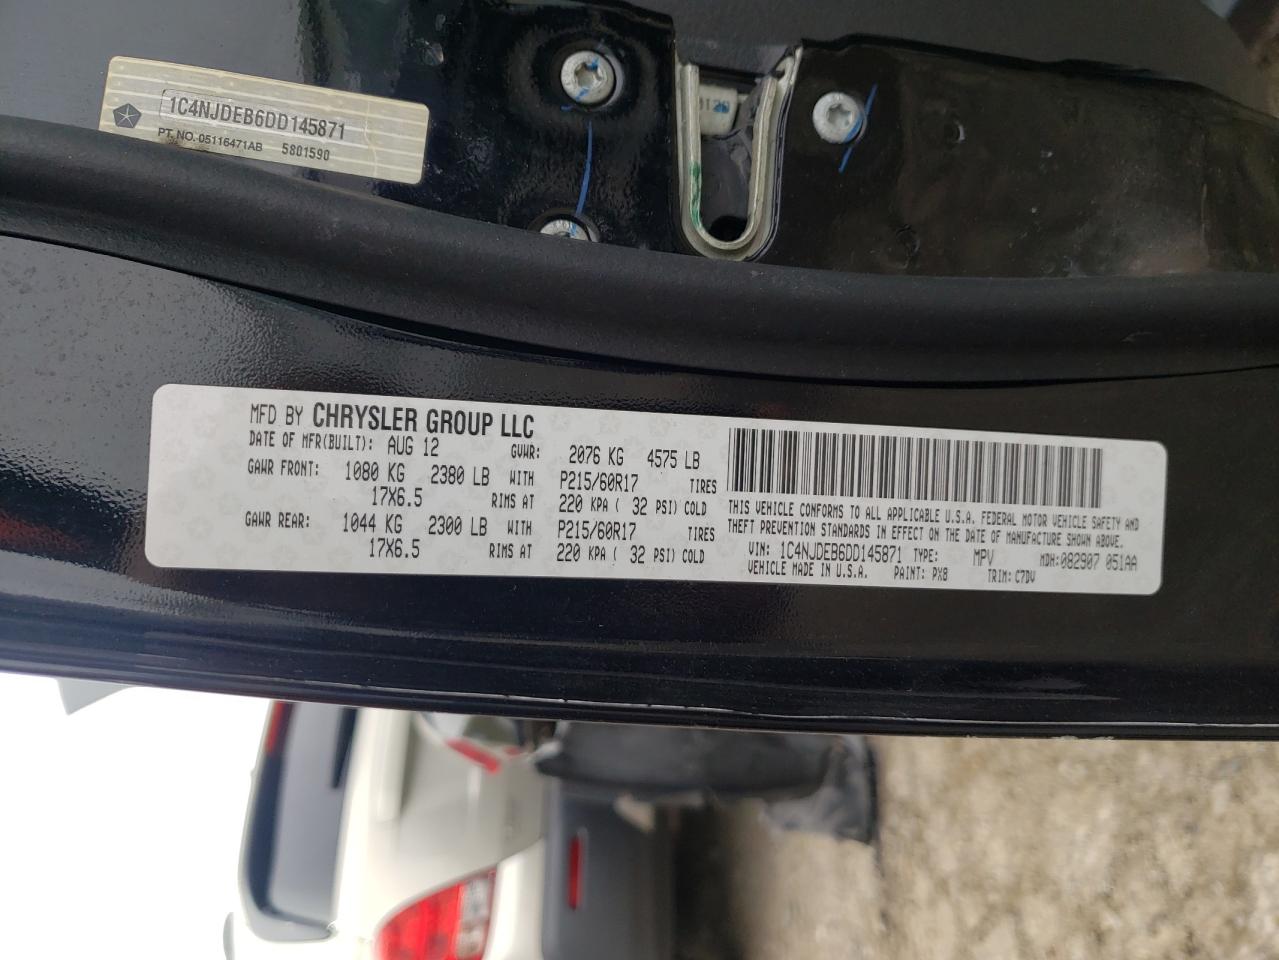 1C4NJDEB6DD145871
PT. NO. 05116471AB 5801590
MFD BY CHRYSLER GROUP LLC
DATE OF MFR(BUILT): AUG 12 GVWR: 2076 KG 4575 LB
GAWR FRONT: 1080 KG 2380 LB WITH P215/60R17 TIRES
17X6.5 RIMS AT 220 KPA ( 32 PSI) COLD
GAWR REAR: 1044 KG 2300 LB WITH P215/60R17 TIRES
17X6.5 RIMS AT 220 KPA ( 32 PSI) COLD
THIS VEHICLE CONFORMS TO ALL APPLICABLE U.S.A. FEDERAL MOTOR VEHICLE SAFETY AND
THEFT PREVENTION STANDARDS IN EFFECT ON THE DATE OF MANUFACTURE SHOWN ABOVE.
VIN: 1C4NJDEB6DD145871 TYPE: MPV MDH:082907 051AA
VEHICLE MADE IN U.S.A. PAINT: PX8 TRIM: C7DV